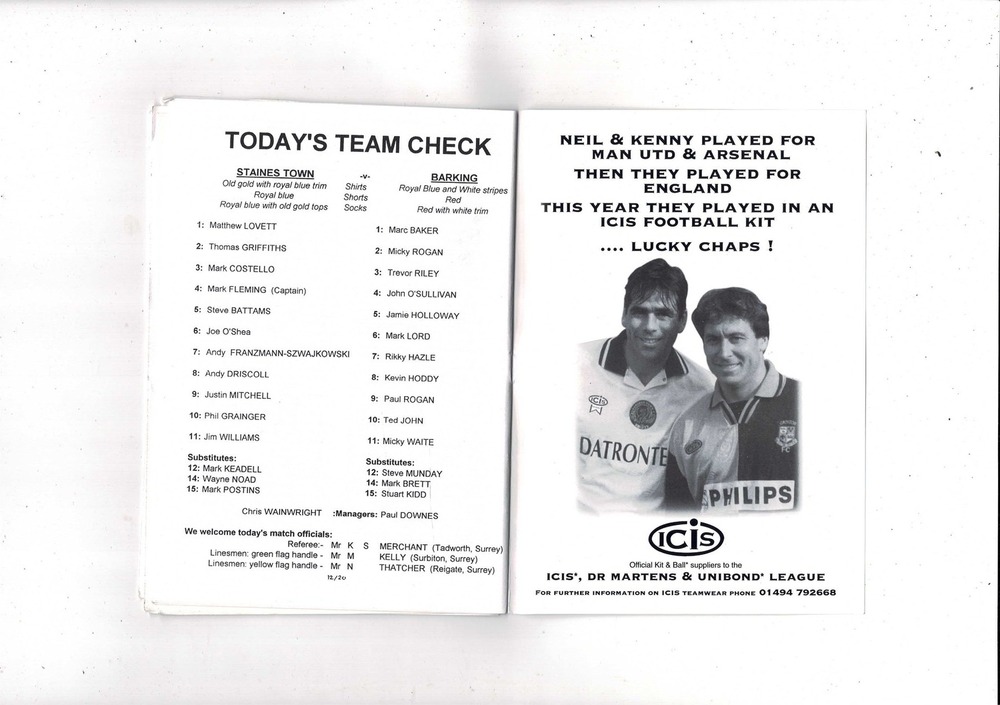 TODAY'S TEAM CHECK
STAINES TOWN -v- BARKING
Old gold with royal blue trim Shirts Royal Blue and White stripes
Royal blue Shorts Red
Royal blue with old gold tops Socks Red with white trim
1: Matthew LOVETT
2: Thomas GRIFFITHS
3: Mark COSTELLO
4: Mark FLEMING (Captain)
5: Steve BATTAMS
6: Joe O'Shea
7: Andy FRANZMANN-SZWAJKOWSKI
8: Andy DRISCOLL
9: Justin MITCHELL
10: Phil GRAINGER
11: Jim WILLIAMS
Substitutes:
12: Mark KEADELL
14: Wayne NOAD
15: Mark POSTINS
1: Marc BAKER
2: Micky ROGAN
3: Trevor RILEY
4: John O'SULLIVAN
5: Jamie HOLLOWAY
6: Mark LORD
7: Rikky HAZLE
8: Kevin HODDY
9: Paul ROGAN
10: Ted JOHN
11: Micky WAITE
Substitutes:
12: Steve MUNDAY
14: Mark BRETT
15: Stuart KIDD
Chris WAINWRIGHT :Managers: Paul DOWNES
We welcome today's match officials:
Referee:- Mr K S MERCHANT (Tadworth, Surrey)
Linesmen: green flag handle - Mr M KELLY (Surbiton, Surrey)
Linesmen: yellow flag handle - Mr N THATCHER (Reigate, Surrey)
12/20
NEIL & KENNY PLAYED FOR
MAN UTD & ARSENAL
THEN THEY PLAYED FOR
ENGLAND
THIS YEAR THEY PLAYED IN AN
ICIS FOOTBALL KIT
.... LUCKY CHAPS !
icis
DATRONTE
PHILIPS
iCiS
Official Kit & Ball* suppliers to the
ICIS*, DR MARTENS & UNIBOND* LEAGUE
FOR FURTHER INFORMATION ON ICIS TEAMWEAR PHONE 01494 792668